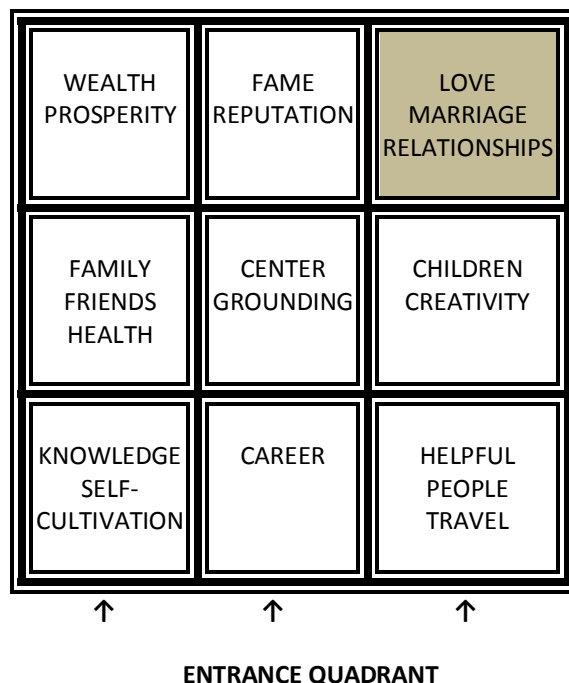 WEALTH
PROSPERITY
FAME
REPUTATION
LOVE
MARRIAGE
RELATIONSHIPS
FAMILY
FRIENDS
HEALTH
CENTER
GROUNDING
CHILDREN
CREATIVITY
KNOWLEDGE
SELF-
CULTIVATION
CAREER
HELPFUL
PEOPLE
TRAVEL
↑ ↑ ↑
ENTRANCE QUADRANT